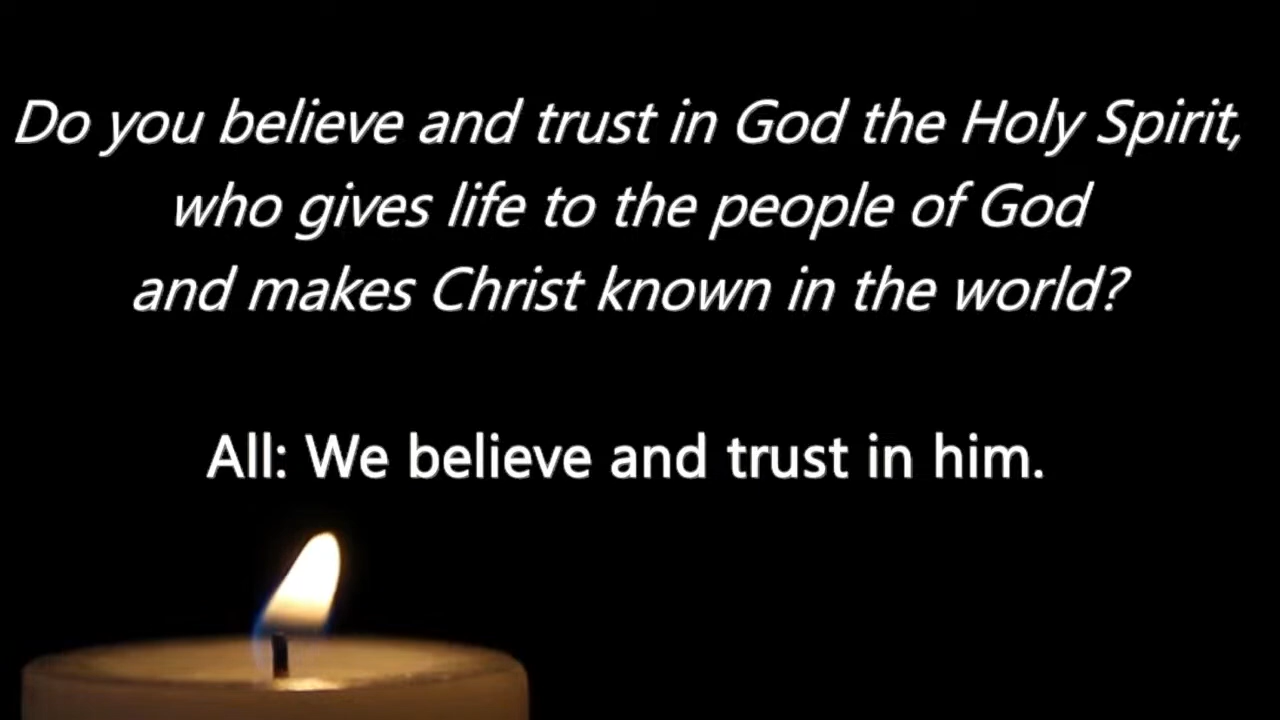 Do you believe and trust in God the Holy Spirit,
who gives life to the people of God
and makes Christ known in the world?
All: We believe and trust in him.